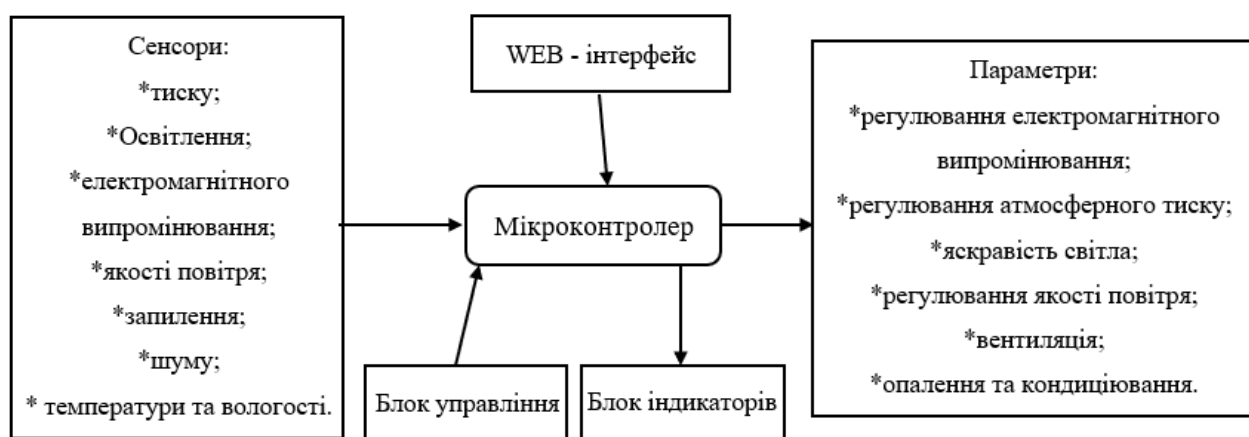 Сенсори:
*тиску;
*Освітлення;
*електромагнітного
випромінювання;
*якості повітря;
*запилення;
*шуму;
* температури та вологості.
WEB - інтерфейс
Мікроконтролер
Блок управління
Блок індикаторів
Параметри:
*регулювання електромагнітного
випромінювання;
*регулювання атмосферного тиску;
*яскравість світла;
*регулювання якості повітря;
*вентиляція;
*опалення та кондиціювання.